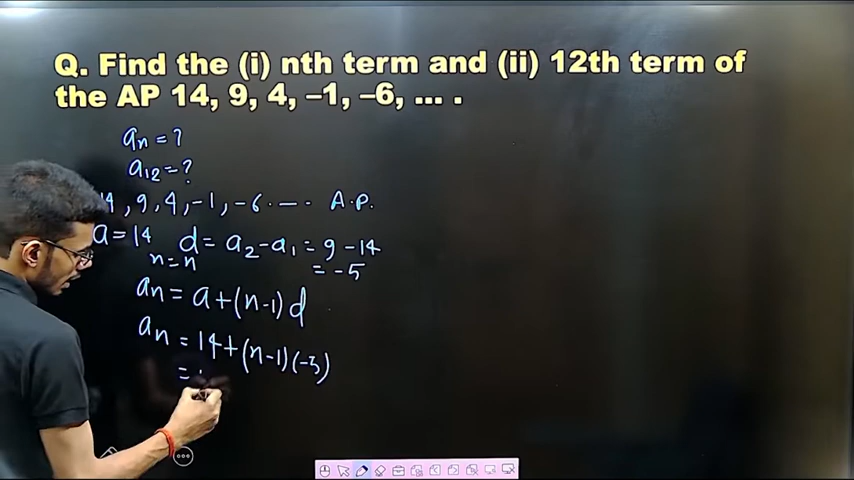 Q. Find the (i) nth term and (ii) 12th term of
the AP 14, 9, 4, –1, –6, ... .
an = ?
a12 = ?
14, 9, 4, -1, -6 .... A.P.
a = 14 d = a2 - a1 = 9 - 14
n = n = -5
an = a + (n-1) d
an = 14 + (n-1) (-5)
=